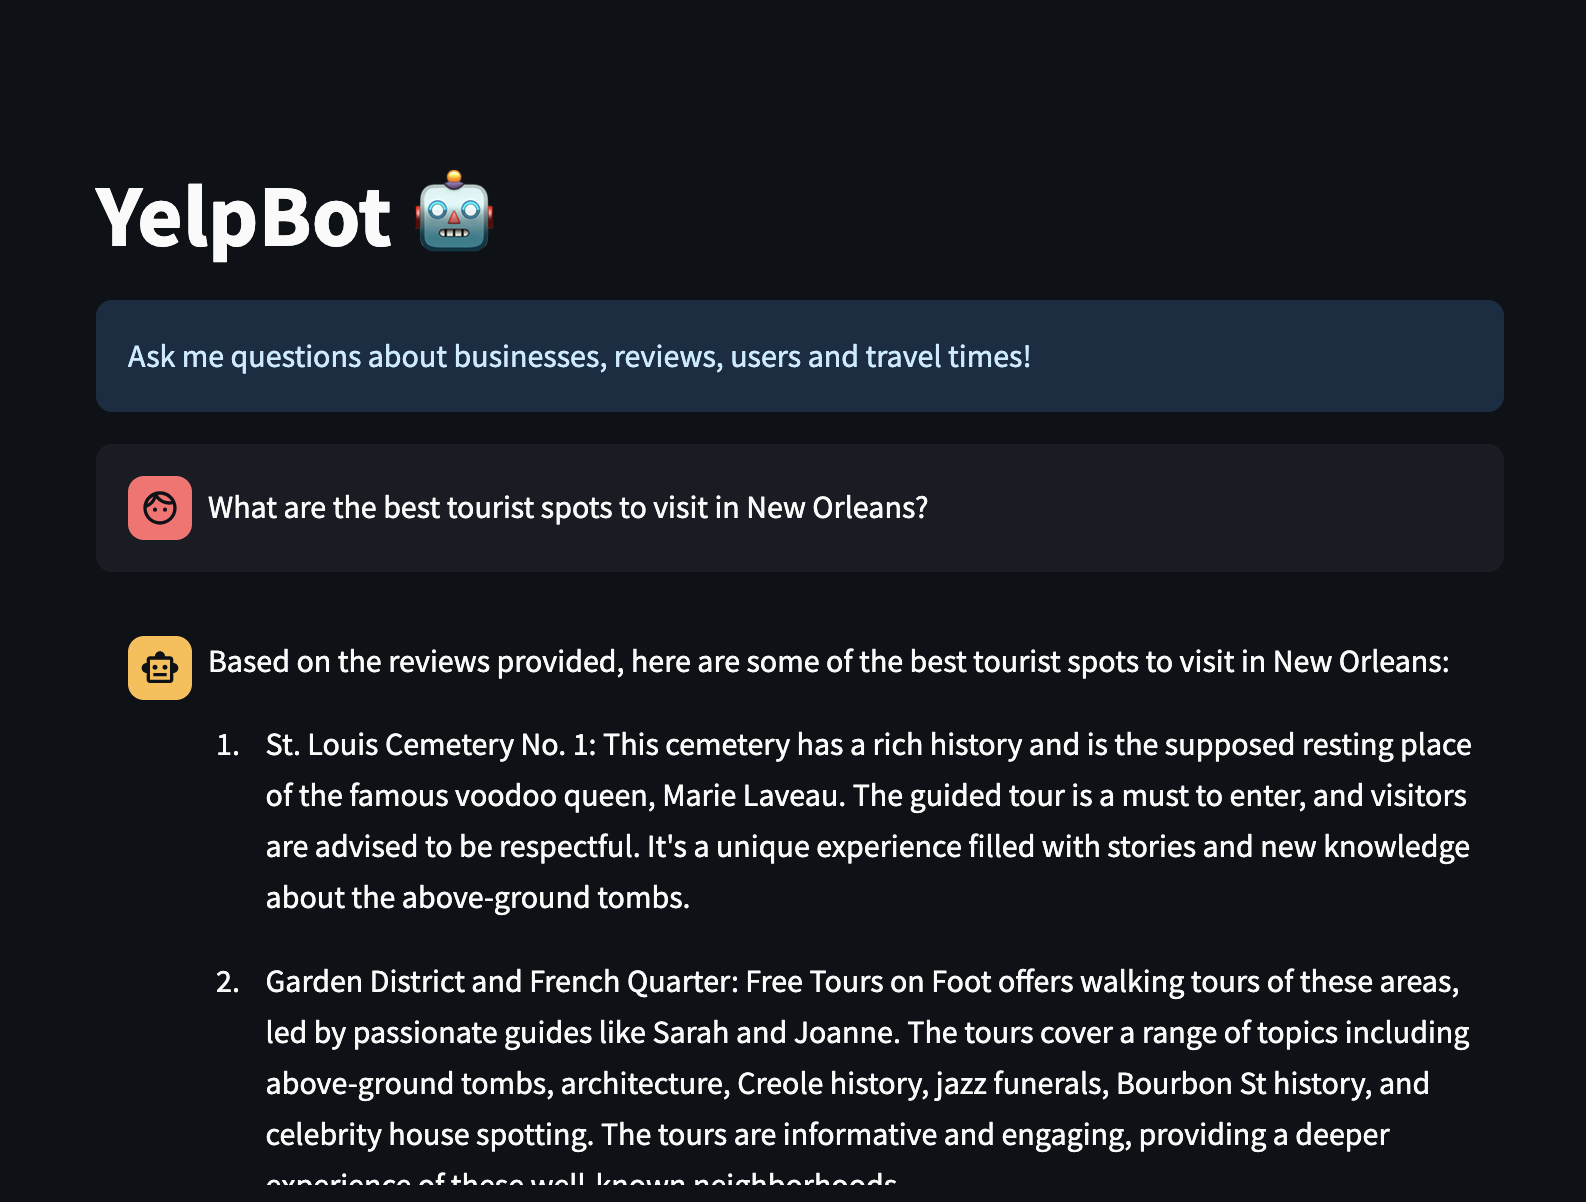 YelpBot
Ask me questions about businesses, reviews, users and travel times!
What are the best tourist spots to visit in New Orleans?
Based on the reviews provided, here are some of the best tourist spots to visit in New Orleans:
1. St. Louis Cemetery No. 1: This cemetery has a rich history and is the supposed resting place
of the famous voodoo queen, Marie Laveau. The guided tour is a must to enter, and visitors
are advised to be respectful. It's a unique experience filled with stories and new knowledge
about the above-ground tombs.
2. Garden District and French Quarter: Free Tours on Foot offers walking tours of these areas,
led by passionate guides like Sarah and Joanne. The tours cover a range of topics including
above-ground tombs, architecture, Creole history, jazz funerals, Bourbon St history, and
celebrity house spotting. The tours are informative and engaging, providing a deeper
experience of these well-known neighborhoods.